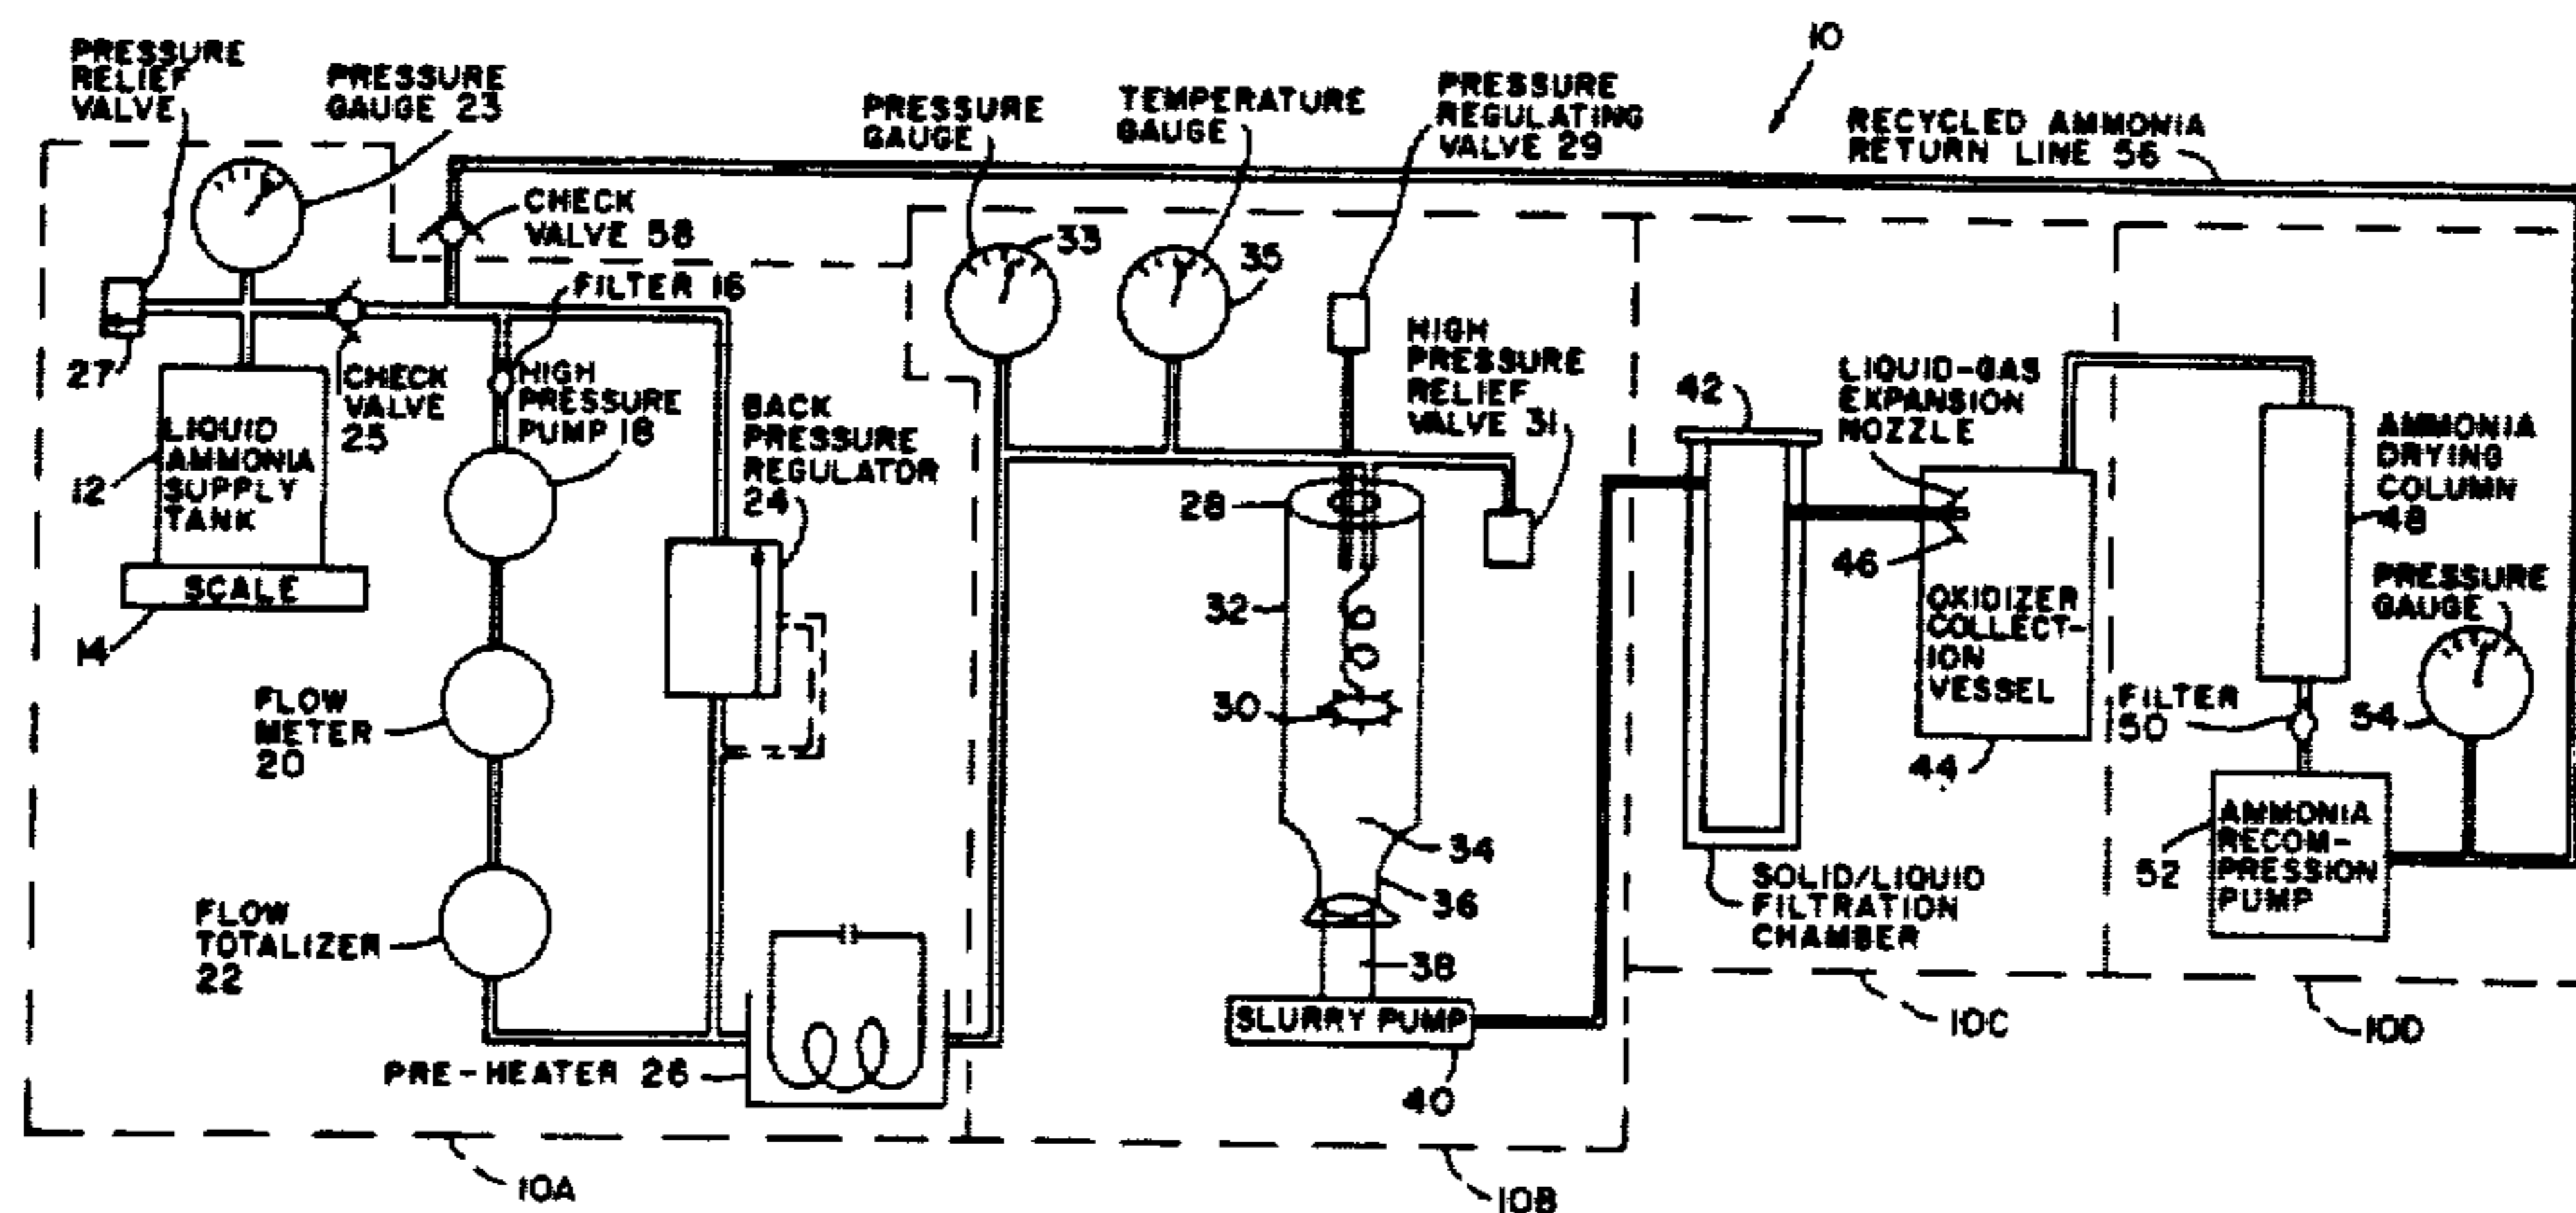 10
PRESSURE
RELIEF
VALVE
PRESSURE
GAUGE 23
PRESSURE
GAUGE
TEMPERATURE
GAUGE
PRESSURE
REGULATING
VALVE 29
RECYCLED AMMONIA
RETURN LINE 56
CHECK
VALVE 58
33
35
FILTER 16
27
CHECK
VALVE
25
HIGH
PRESSURE
PUMP 18
BACK
PRESSURE
REGULATOR
24
HIGH
PRESSURE
RELIEF
VALVE 31
42
LIQUID-GAS
EXPANSION
NOZZLE
AMMONIA
DRYING
COLUMN
48
LIQUID
AMMONIA
SUPPLY
TANK
12
28
46
SCALE
14
32
OXIDIZER
COLLECT-
ION
VESSEL
PRESSURE
GAUGE
FLOW
METER
20
30
44
FILTER
50
54
34
36
SOLID/LIQUID
FILTRATION
CHAMBER
AMMONIA
RECOM-
PRESSION
PUMP
52
FLOW
TOTALIZER
22
38
SLURRY PUMP
10C
10D
PRE-HEATER 26
40
10A
10B